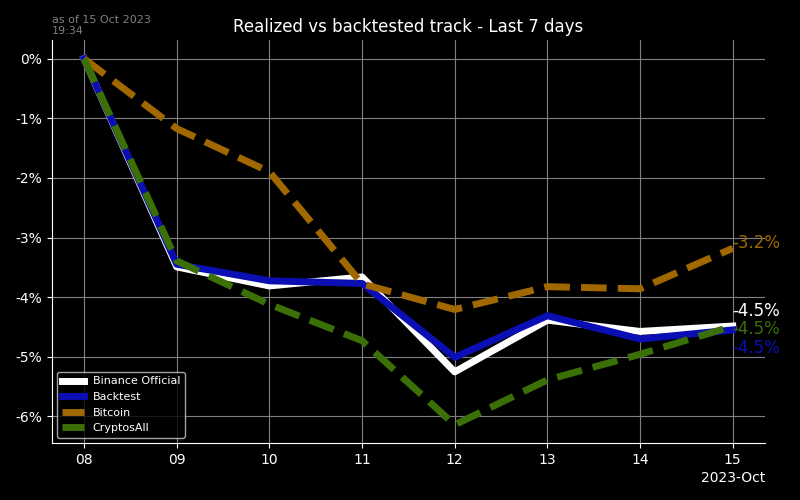 as of 15 Oct 2023
19:34
Realized vs backtested track - Last 7 days
0%
-1%
-2%
-3%
-4%
-5%
-6%
-3.2%
-4.5%
-4.5%
-4.5%
Binance Official
Backtest
Bitcoin
CryptosAll
08 09 10 11 12 13 14 15
2023-Oct